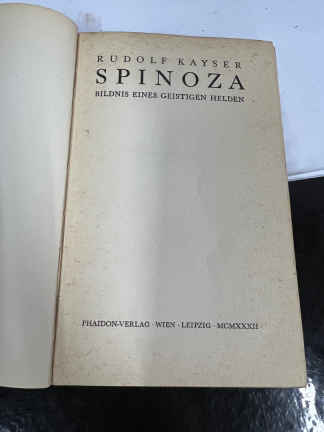 RUDOLF KAYSER
SPINOZA
BILDNIS EINES GEISTIGEN HELDEN
PHAIDON-VERLAG · WIEN · LEIPZIG · MCMXXXII